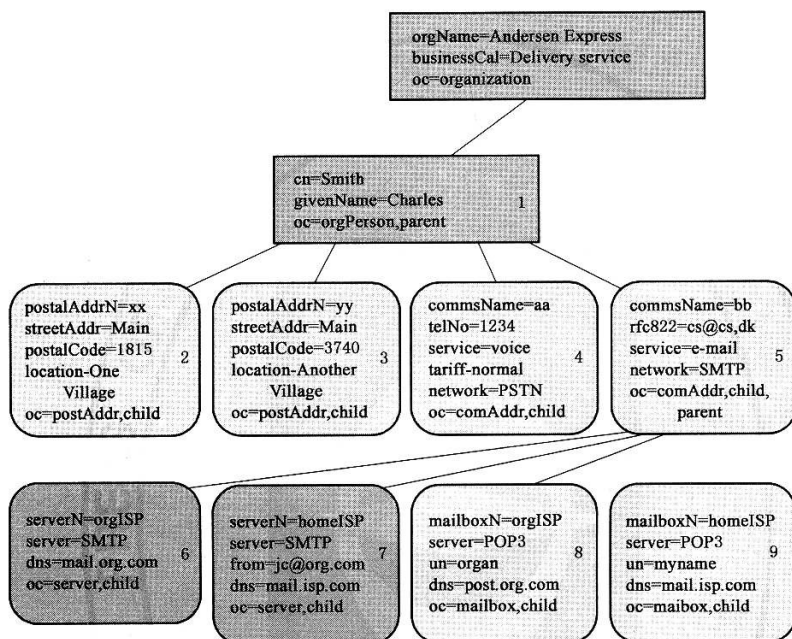 orgName=Andersen Express
businessCal=Delivery service
oc=organization
cn=Smith
givenName=Charles
oc=orgPerson,parent
1
postalAddrN=xx
streetAddr=Main
postalCode=1815
location-One
Village
oc=postAddr,child
2
postalAddrN=yy
streetAddr=Main
postalCode=3740
location-Another
Village
oc=postAddr,child
3
commsName=aa
telNo=1234
service=voice
tariff-normal
network=PSTN
oc=comAddr,child
4
commsName=bb
rfc822=cs@cs,dk
service=e-mail
network=SMTP
oc=comAddr,child,
parent
5
serverN=orgISP
server=SMTP
dns=mail.org.com
oc=server,child
6
serverN=homeISP
server=SMTP
from=jc@org.com
dns=mail.isp.com
oc=server,child
7
mailboxN=orgISP
server=POP3
un=organ
dns=post.org.com
oc=mailbox,child
8
mailboxN=homeISP
server=POP3
un=myname
dns=mail.isp.com
oc=maibox,child
9